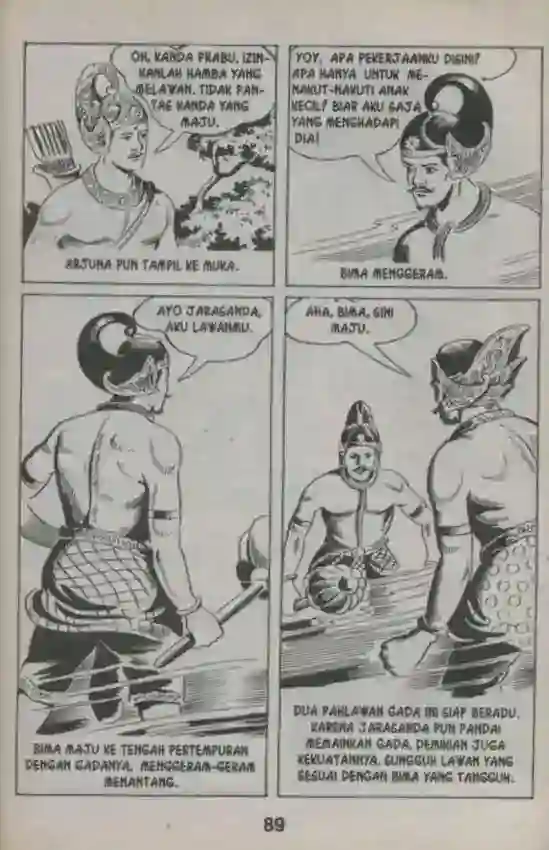 OH, KANDA PRABU, IZIN-
KANLAH HAMBA YANG
MELAWAN. TIDAK PAN-
TAS KANDA YANG
MAJU.
ARJUNA PUN TAMPIL KE MUKA.
YOY, APA PEKERJAANKU DISINI?
APA HANYA UNTUK ME-
NAKUT-NAKUTI ANAK
KECIL? BIAR AKU SAJA
YANG MENGHADAPI
DIA!
BIMA MENGGERAM.
AYO JARASANDA,
AKU LAWANMU.
BIMA MAJU KE TENGAH PERTEMPURAN
DENGAN GADANYA, MENGGERAM-GERAM
MENANTANG.
AHA, BIMA, SINI
MAJU.
DUA PAHLAWAN GADA INI SIAP BERADU.
KARENA JARASANDA PUN PANDAI
MEMAINKAN GADA, DEMIKIAN JUGA
KEKUATANNYA. SUNGGUH LAWAN YANG
SESUAI DENGAN BIMA YANG TANGGUH.
89